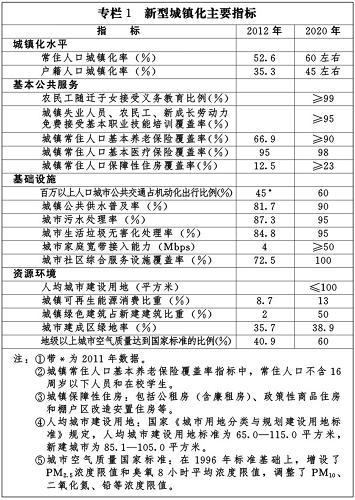 专栏1 新型城镇化主要指标
指 标 2012年 2020年
城镇化水平
常住人口城镇化率(%) 52.6 60左右
户籍人口城镇化率(%) 35.3 45左右
基本公共服务
农民工随迁子女接受义务教育比例(%) ≥99
城镇失业人员、农民工、新成长劳动力
免费接受基本职业技能培训覆盖率(%) ≥95
城镇常住人口基本养老保险覆盖率(%) 66.9 ≥90
城镇常住人口基本医疗保险覆盖率(%) 95 98
城镇常住人口保障性住房覆盖率(%) 12.5 ≥23
基础设施
百万以上人口城市公共交通占机动化出行比例(%) 45* 60
城镇公共供水普及率(%) 81.7 90
城市污水处理率(%) 87.3 95
城市生活垃圾无害化处理率(%) 84.8 95
城市家庭宽带接入能力(Mbps) 4 ≥50
城市社区综合服务设施覆盖率(%) 72.5 100
资源环境
人均城市建设用地(平方米) ≤100
城镇可再生能源消费比重(%) 8.7 13
城镇绿色建筑占新建建筑比重(%) 2 50
城市建成区绿地率(%) 35.7 38.9
地级以上城市空气质量达到国家标准的比例(%) 40.9 60
注:①带*为2011年数据。
②城镇常住人口基本养老保险覆盖率指标中,常住人口不含16
周岁以下人员和在校学生。
③城镇保障性住房:包括公租房(含廉租房)、政策性商品住房
和棚户区改造安置住房等。
④人均城市建设用地:国家《城市用地分类与规划建设用地标
准》规定,人均城市建设用地标准为65.0—115.0平方米,
新建城市为85.1—105.0平方米。
⑤城市空气质量国家标准:在1996年标准基础上,增设了
PM2.5浓度限值和臭氧8小时平均浓度限值,调整了PM10、
二氧化氮、铅等浓度限值。